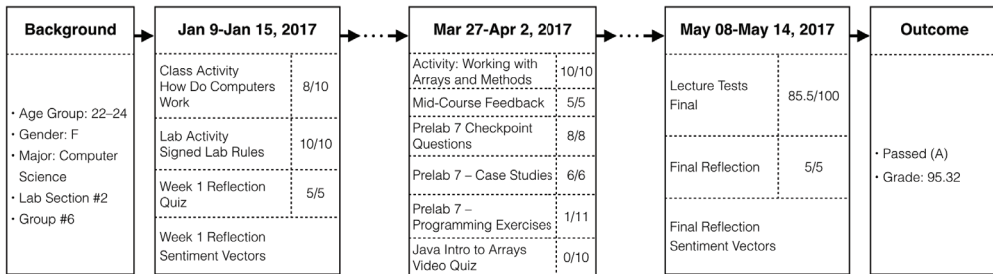 Background
• Age Group: 22–24
• Gender: F
• Major: Computer
Science
• Lab Section #2
• Group #6
Jan 9-Jan 15, 2017
Class Activity
How Do Computers
Work
8/10
Lab Activity
Signed Lab Rules
10/10
Week 1 Reflection
Quiz
5/5
Week 1 Reflection
Sentiment Vectors
Mar 27-Apr 2, 2017
Activity: Working with
Arrays and Methods
10/10
Mid-Course Feedback
5/5
Prelab 7 Checkpoint
Questions
8/8
Prelab 7 – Case Studies
6/6
Prelab 7 –
Programming Exercises
1/11
Java Intro to Arrays
Video Quiz
0/10
May 08-May 14, 2017
Lecture Tests
Final
85.5/100
Final Reflection
5/5
Final Reflection
Sentiment Vectors
Outcome
• Passed (A)
• Grade: 95.32